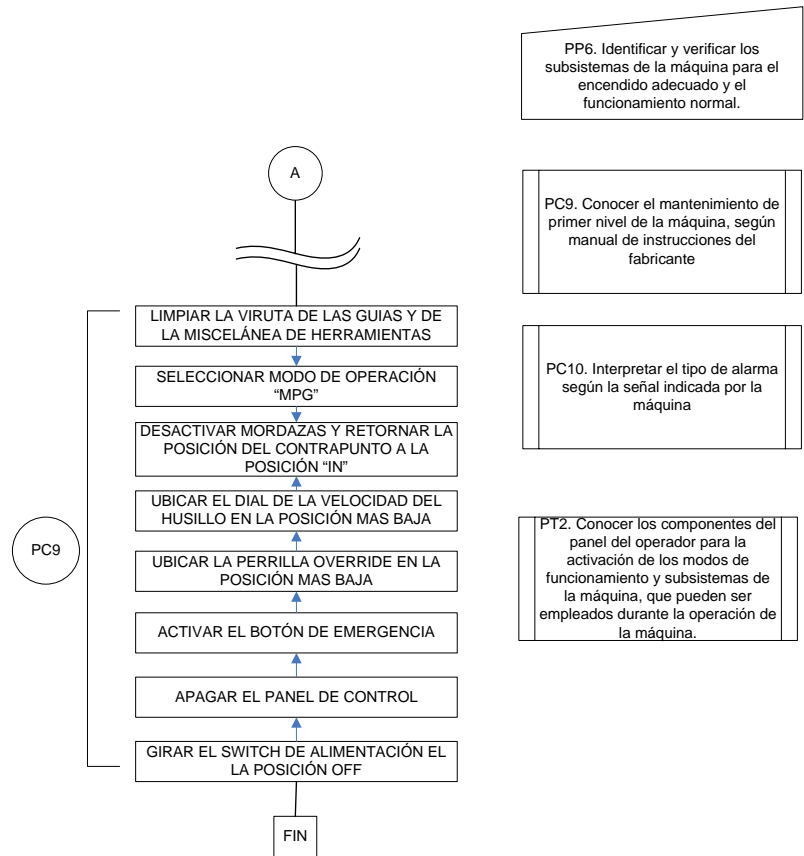 PP6. Identificar y verificar los
subsistemas de la máquina para el
encendido adecuado y el
funcionamiento normal.
A
PC9. Conocer el mantenimiento de
primer nivel de la máquina, según
manual de instrucciones del
fabricante
LIMPIAR LA VIRUTA DE LAS GUIAS Y DE
LA MISCELÁNEA DE HERRAMIENTAS
SELECCIONAR MODO DE OPERACIÓN
“MPG”
DESACTIVAR MORDAZAS Y RETORNAR LA
POSICIÓN DEL CONTRAPUNTO A LA
POSICIÓN “IN”
PC10. Interpretar el tipo de alarma
según la señal indicada por la
máquina
UBICAR EL DIAL DE LA VELOCIDAD DEL
HUSILLO EN LA POSICIÓN MAS BAJA
PC9
UBICAR LA PERRILLA OVERRIDE EN LA
POSICIÓN MAS BAJA
PT2. Conocer los componentes del
panel del operador para la
activación de los modos de
funcionamiento y subsistemas de
la máquina, que pueden ser
empleados durante la operación de
la máquina.
ACTIVAR EL BOTÓN DE EMERGENCIA
APAGAR EL PANEL DE CONTROL
GIRAR EL SWITCH DE ALIMENTACIÓN EL
LA POSICIÓN OFF
FIN